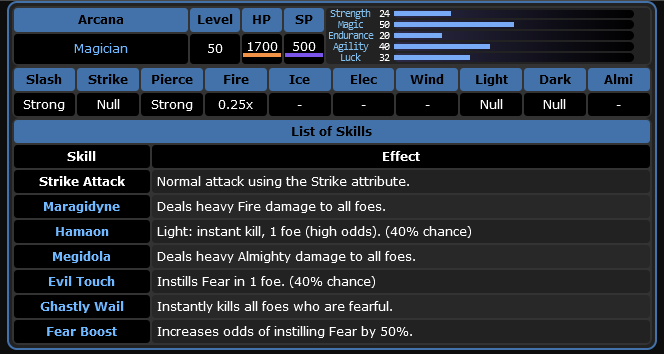 Arcana Level HP SP
Magician 50 1700 500
Strength 24
Magic 50
Endurance 20
Agility 40
Luck 32
Slash Strike Pierce Fire Ice Elec Wind Light Dark Almi
Strong Null Strong 0.25x - - - Null Null -
List of Skills
Skill Effect
Strike Attack Normal attack using the Strike attribute.
Maragidyne Deals heavy Fire damage to all foes.
Hamaon Light: instant kill, 1 foe (high odds). (40% chance)
Megidola Deals heavy Almighty damage to all foes.
Evil Touch Instills Fear in 1 foe. (40% chance)
Ghastly Wail Instantly kills all foes who are fearful.
Fear Boost Increases odds of instilling Fear by 50%.